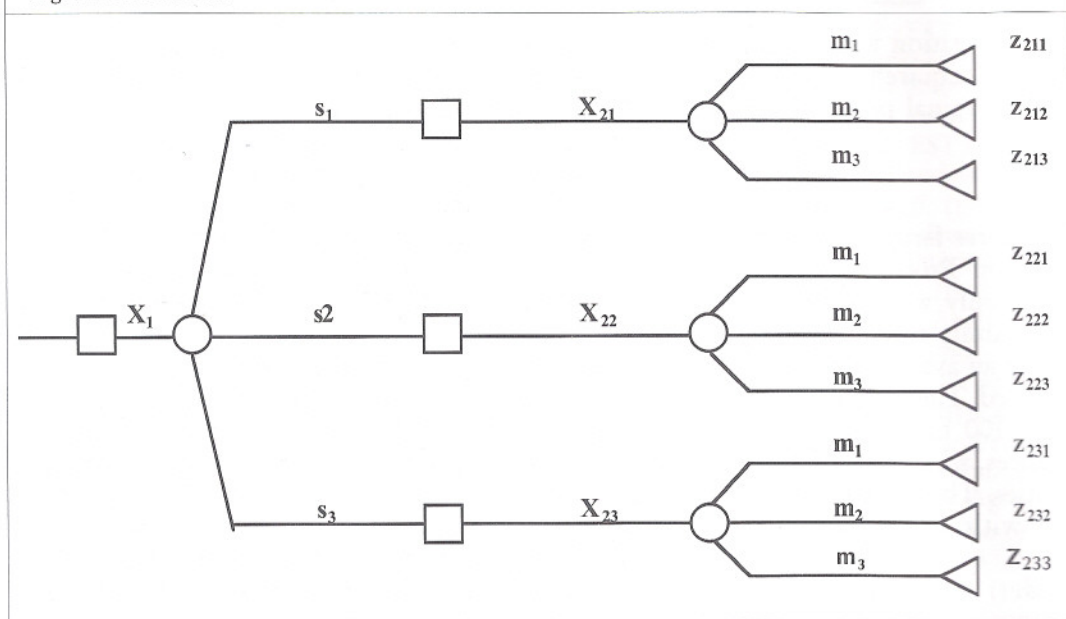 m₁ z₂₁₁
s₁ X₂₁ m₂ z₂₁₂
m₃ z₂₁₃
m₁ z₂₂₁
X₁ s2 X₂₂ m₂ z₂₂₂
m₃ z₂₂₃
m₁ z₂₃₁
s₃ X₂₃ m₂ z₂₃₂
m₃ z₂₃₃